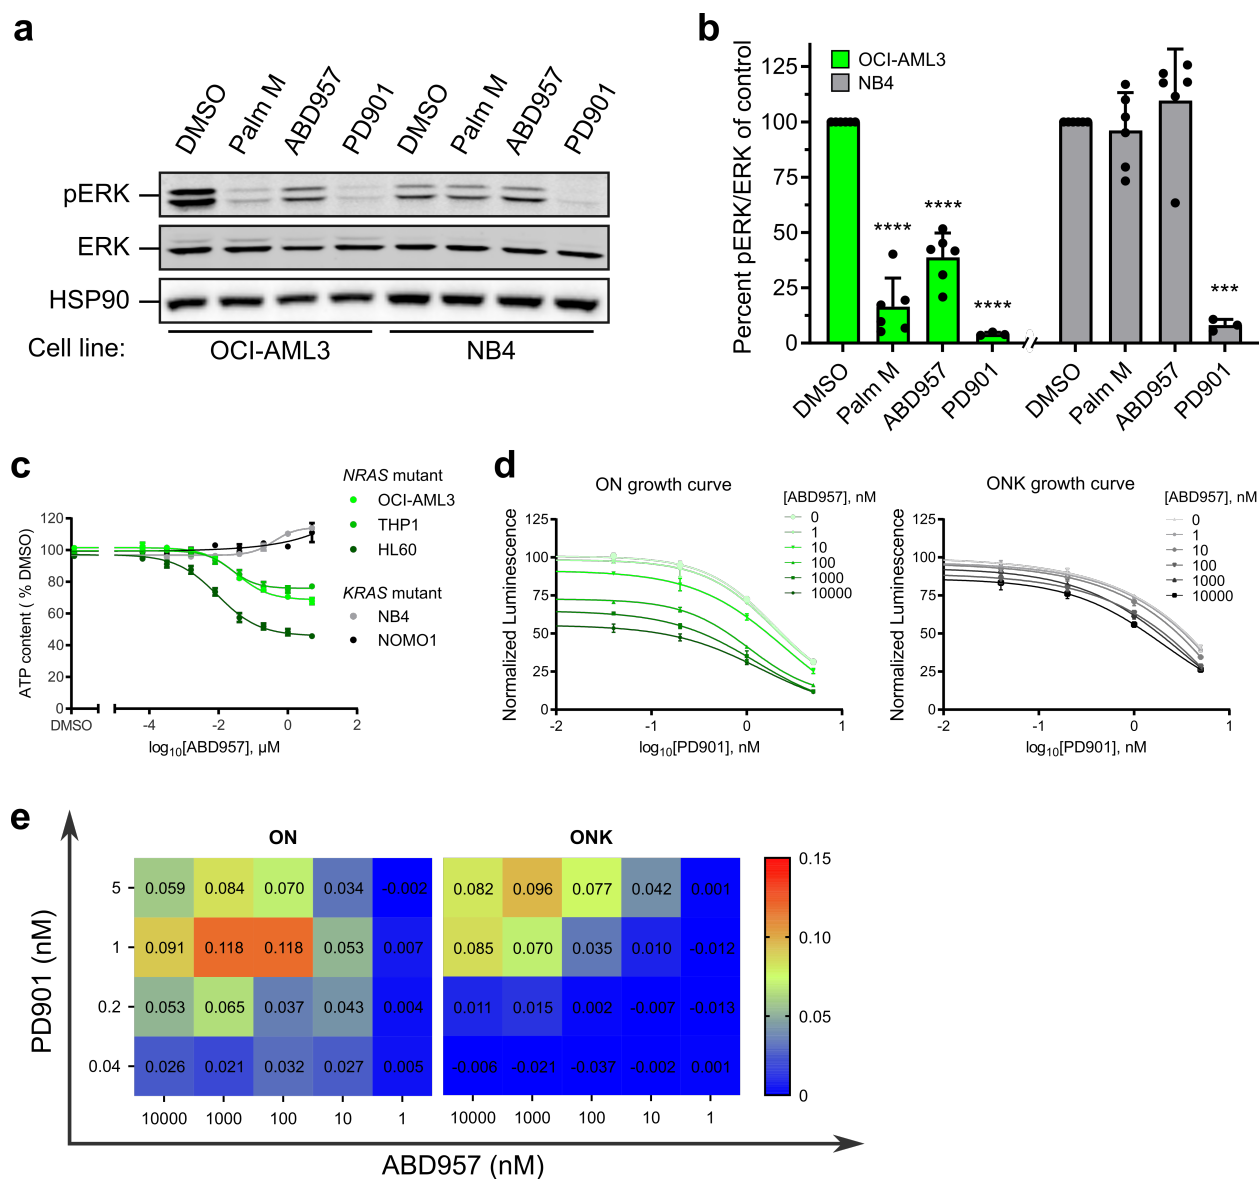 a
DMSO
Palm M
ABD957
PD901
DMSO
Palm M
ABD957
PD901
pERK
ERK
HSP90
Cell line:
OCI-AML3
NB4
b
OCI-AML3
NB4
Percent pERK/ERK of control
125
100
75
50
25
0
****
****
****
***
DMSO
Palm M
ABD957
PD901
DMSO
Palm M
ABD957
PD901
c
NRAS mutant
OCI-AML3
THP1
HL60
KRAS mutant
NB4
NOMO1
ATP content ( % DMSO)
120
100
80
60
40
20
0
DMSO
-4
-2
0
2
log10[ABD957], µM
d
ON growth curve
[ABD957], nM
0
1
10
100
1000
10000
Normalized Luminescence
125
100
75
50
25
0
-2
-1
0
1
log10[PD901], nM
ONK growth curve
[ABD957], nM
0
1
10
100
1000
10000
Normalized Luminescence
125
100
75
50
25
0
-2
-1
0
1
log10[PD901], nM
e
ON
ONK
PD901 (nM)
5
0.059 0.084 0.070 0.034 -0.002
0.082 0.096 0.077 0.042 0.001
1
0.091 0.118 0.118 0.053 0.007
0.085 0.070 0.035 0.010 -0.012
0.2
0.053 0.065 0.037 0.043 0.004
0.011 0.015 0.002 -0.007 -0.013
0.04
0.026 0.021 0.032 0.027 0.005
-0.006 -0.021 -0.037 -0.002 0.001
10000 1000 100 10 1
10000 1000 100 10 1
ABD957 (nM)
0.15
0.10
0.05
0